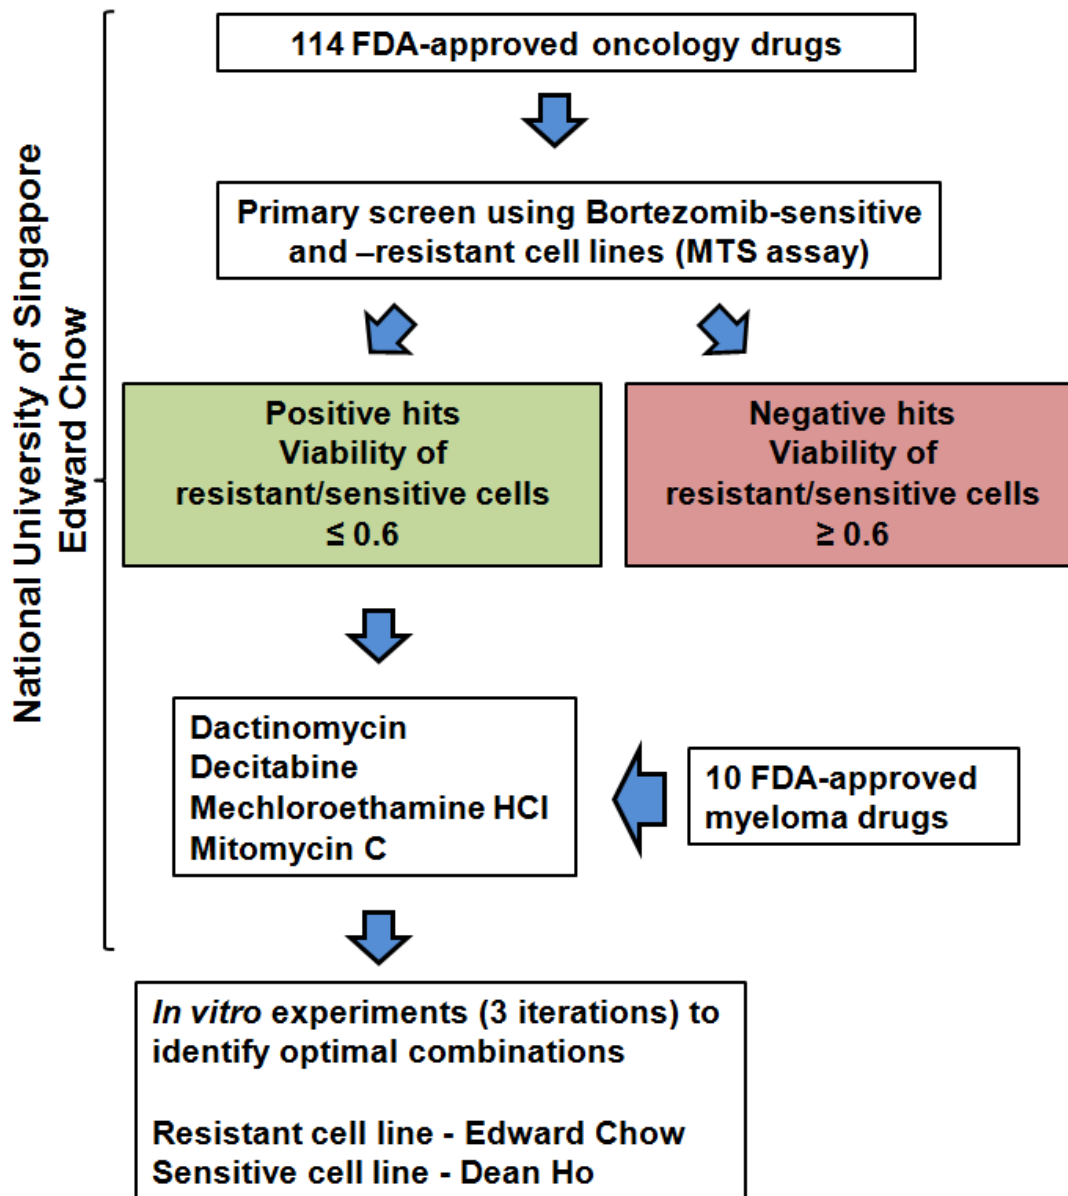 114 FDA-approved oncology drugs
National University of Singapore
Edward Chow
Primary screen using Bortezomib-sensitive
and –resistant cell lines (MTS assay)
Positive hits
Viability of
resistant/sensitive cells
≤ 0.6
Negative hits
Viability of
resistant/sensitive cells
≥ 0.6
Dactinomycin
Decitabine
Mechloroethamine HCl
Mitomycin C
10 FDA-approved
myeloma drugs
In vitro experiments (3 iterations) to
identify optimal combinations
Resistant cell line - Edward Chow
Sensitive cell line - Dean Ho